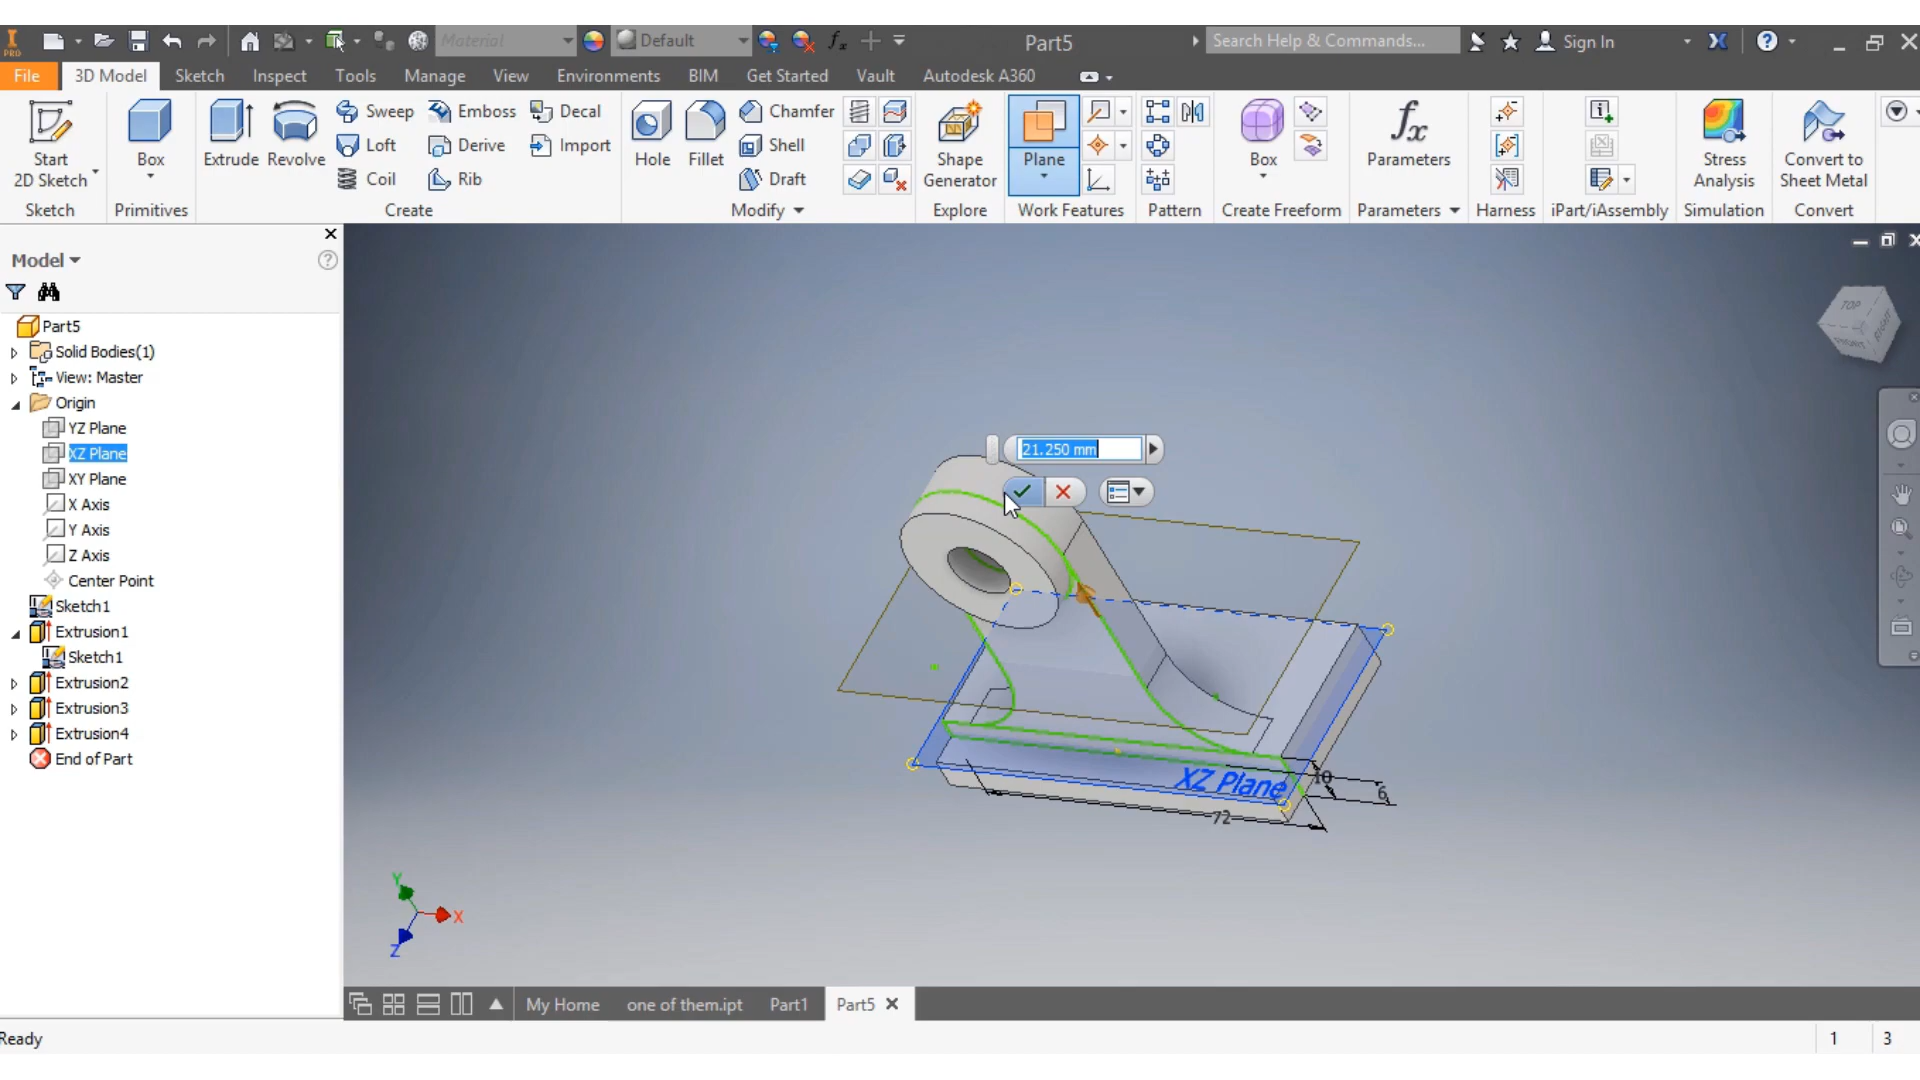 PRO
Material
Default
fx
Part5
Search Help & Commands...
Sign In
File
3D Model
Sketch
Inspect
Tools
Manage
View
Environments
BIM
Get Started
Vault
Autodesk A360
Start
2D Sketch
Sketch
Box
Primitives
Extrude
Revolve
Sweep
Loft
Coil
Emboss
Derive
Rib
Decal
Import
Create
Hole
Fillet
Chamfer
Shell
Draft
Modify
Shape
Generator
Explore
Plane
Work Features
Pattern
Box
Create Freeform
fx
Parameters
Parameters
Harness
iPart/iAssembly
Stress
Analysis
Simulation
Convert to
Sheet Metal
Convert
Model
Part5
Solid Bodies(1)
View: Master
Origin
YZ Plane
XZ Plane
XY Plane
X Axis
Y Axis
Z Axis
Center Point
Sketch1
Extrusion1
Sketch1
Extrusion2
Extrusion3
Extrusion4
End of Part
TOP
RIGHT
FRONT
21.250 mm
XZ Plane
10
6
72
Y
X
Z
My Home
one of them.ipt
Part1
Part5
Ready
1
3